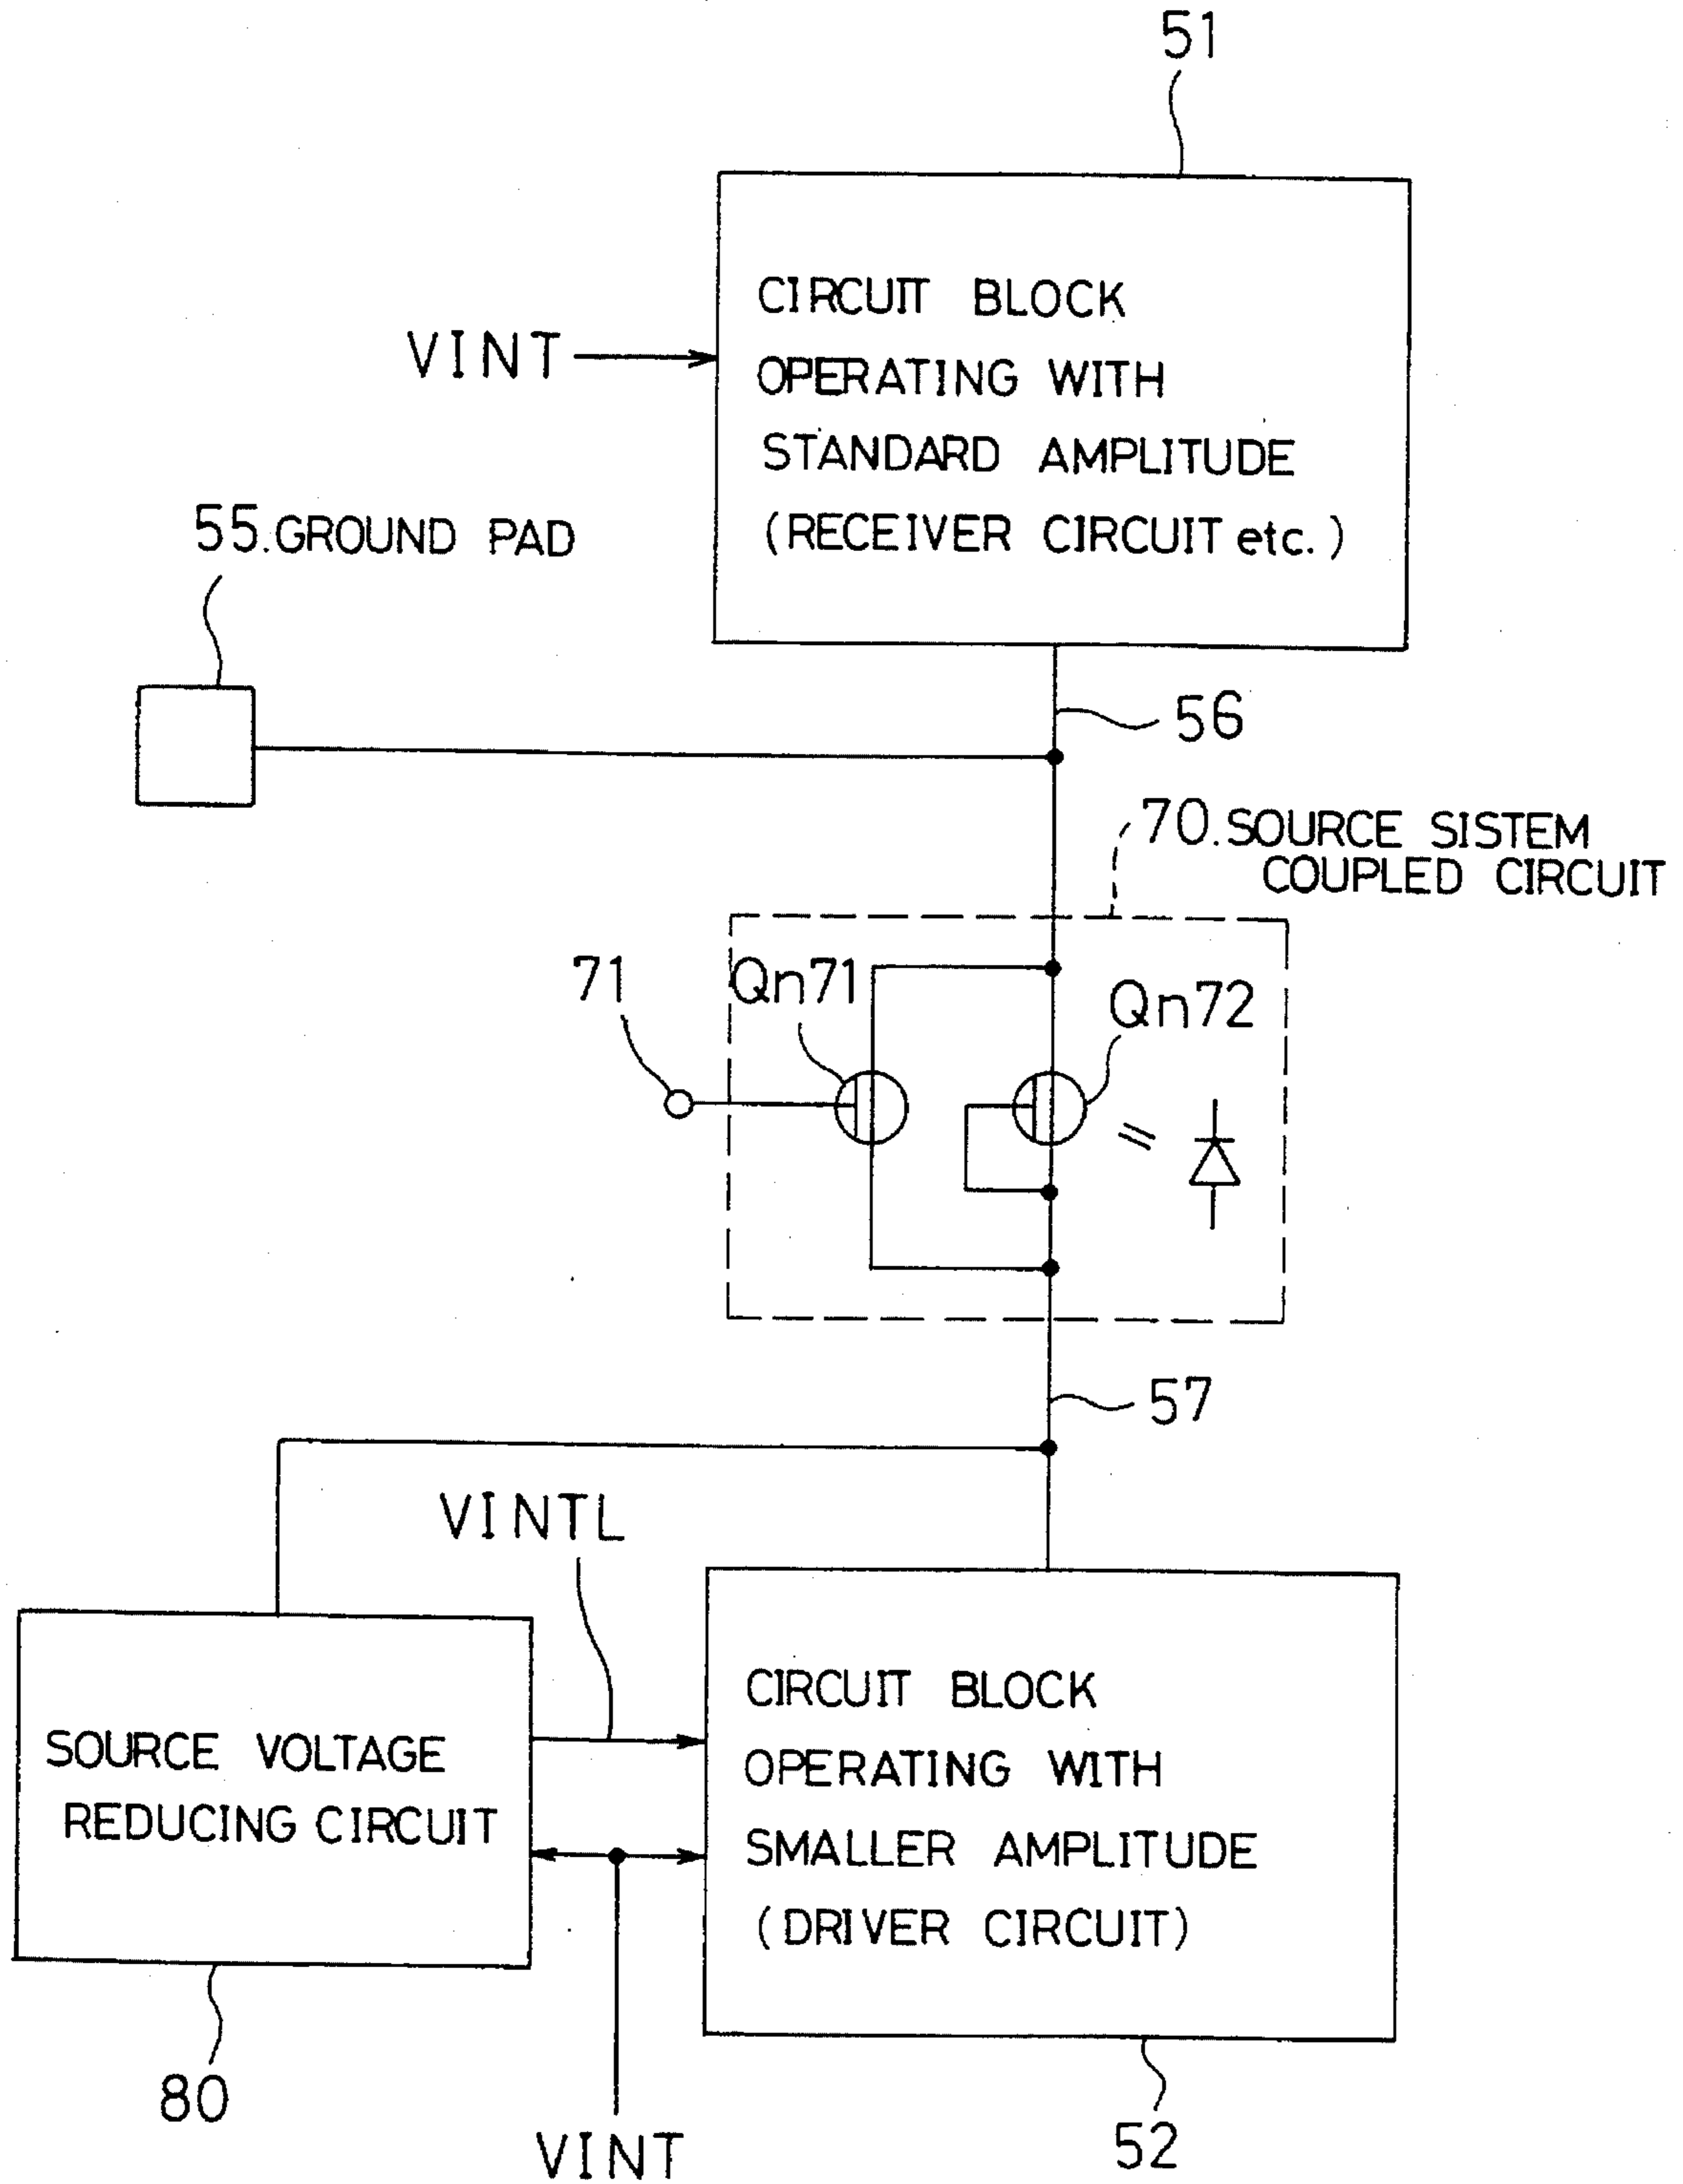 51
CIRCUIT BLOCK
OPERATING WITH
STANDARD AMPLITUDE
(RECEIVER CIRCUIT etc.)
VINT
55.GROUND PAD
56
70.SOURCE SISTEM
COUPLED CIRCUIT
71
Qn71
Qn72
57
VINTL
SOURCE VOLTAGE
REDUCING CIRCUIT
CIRCUIT BLOCK
OPERATING WITH
SMALLER AMPLITUDE
(DRIVER CIRCUIT)
80
VINT
52